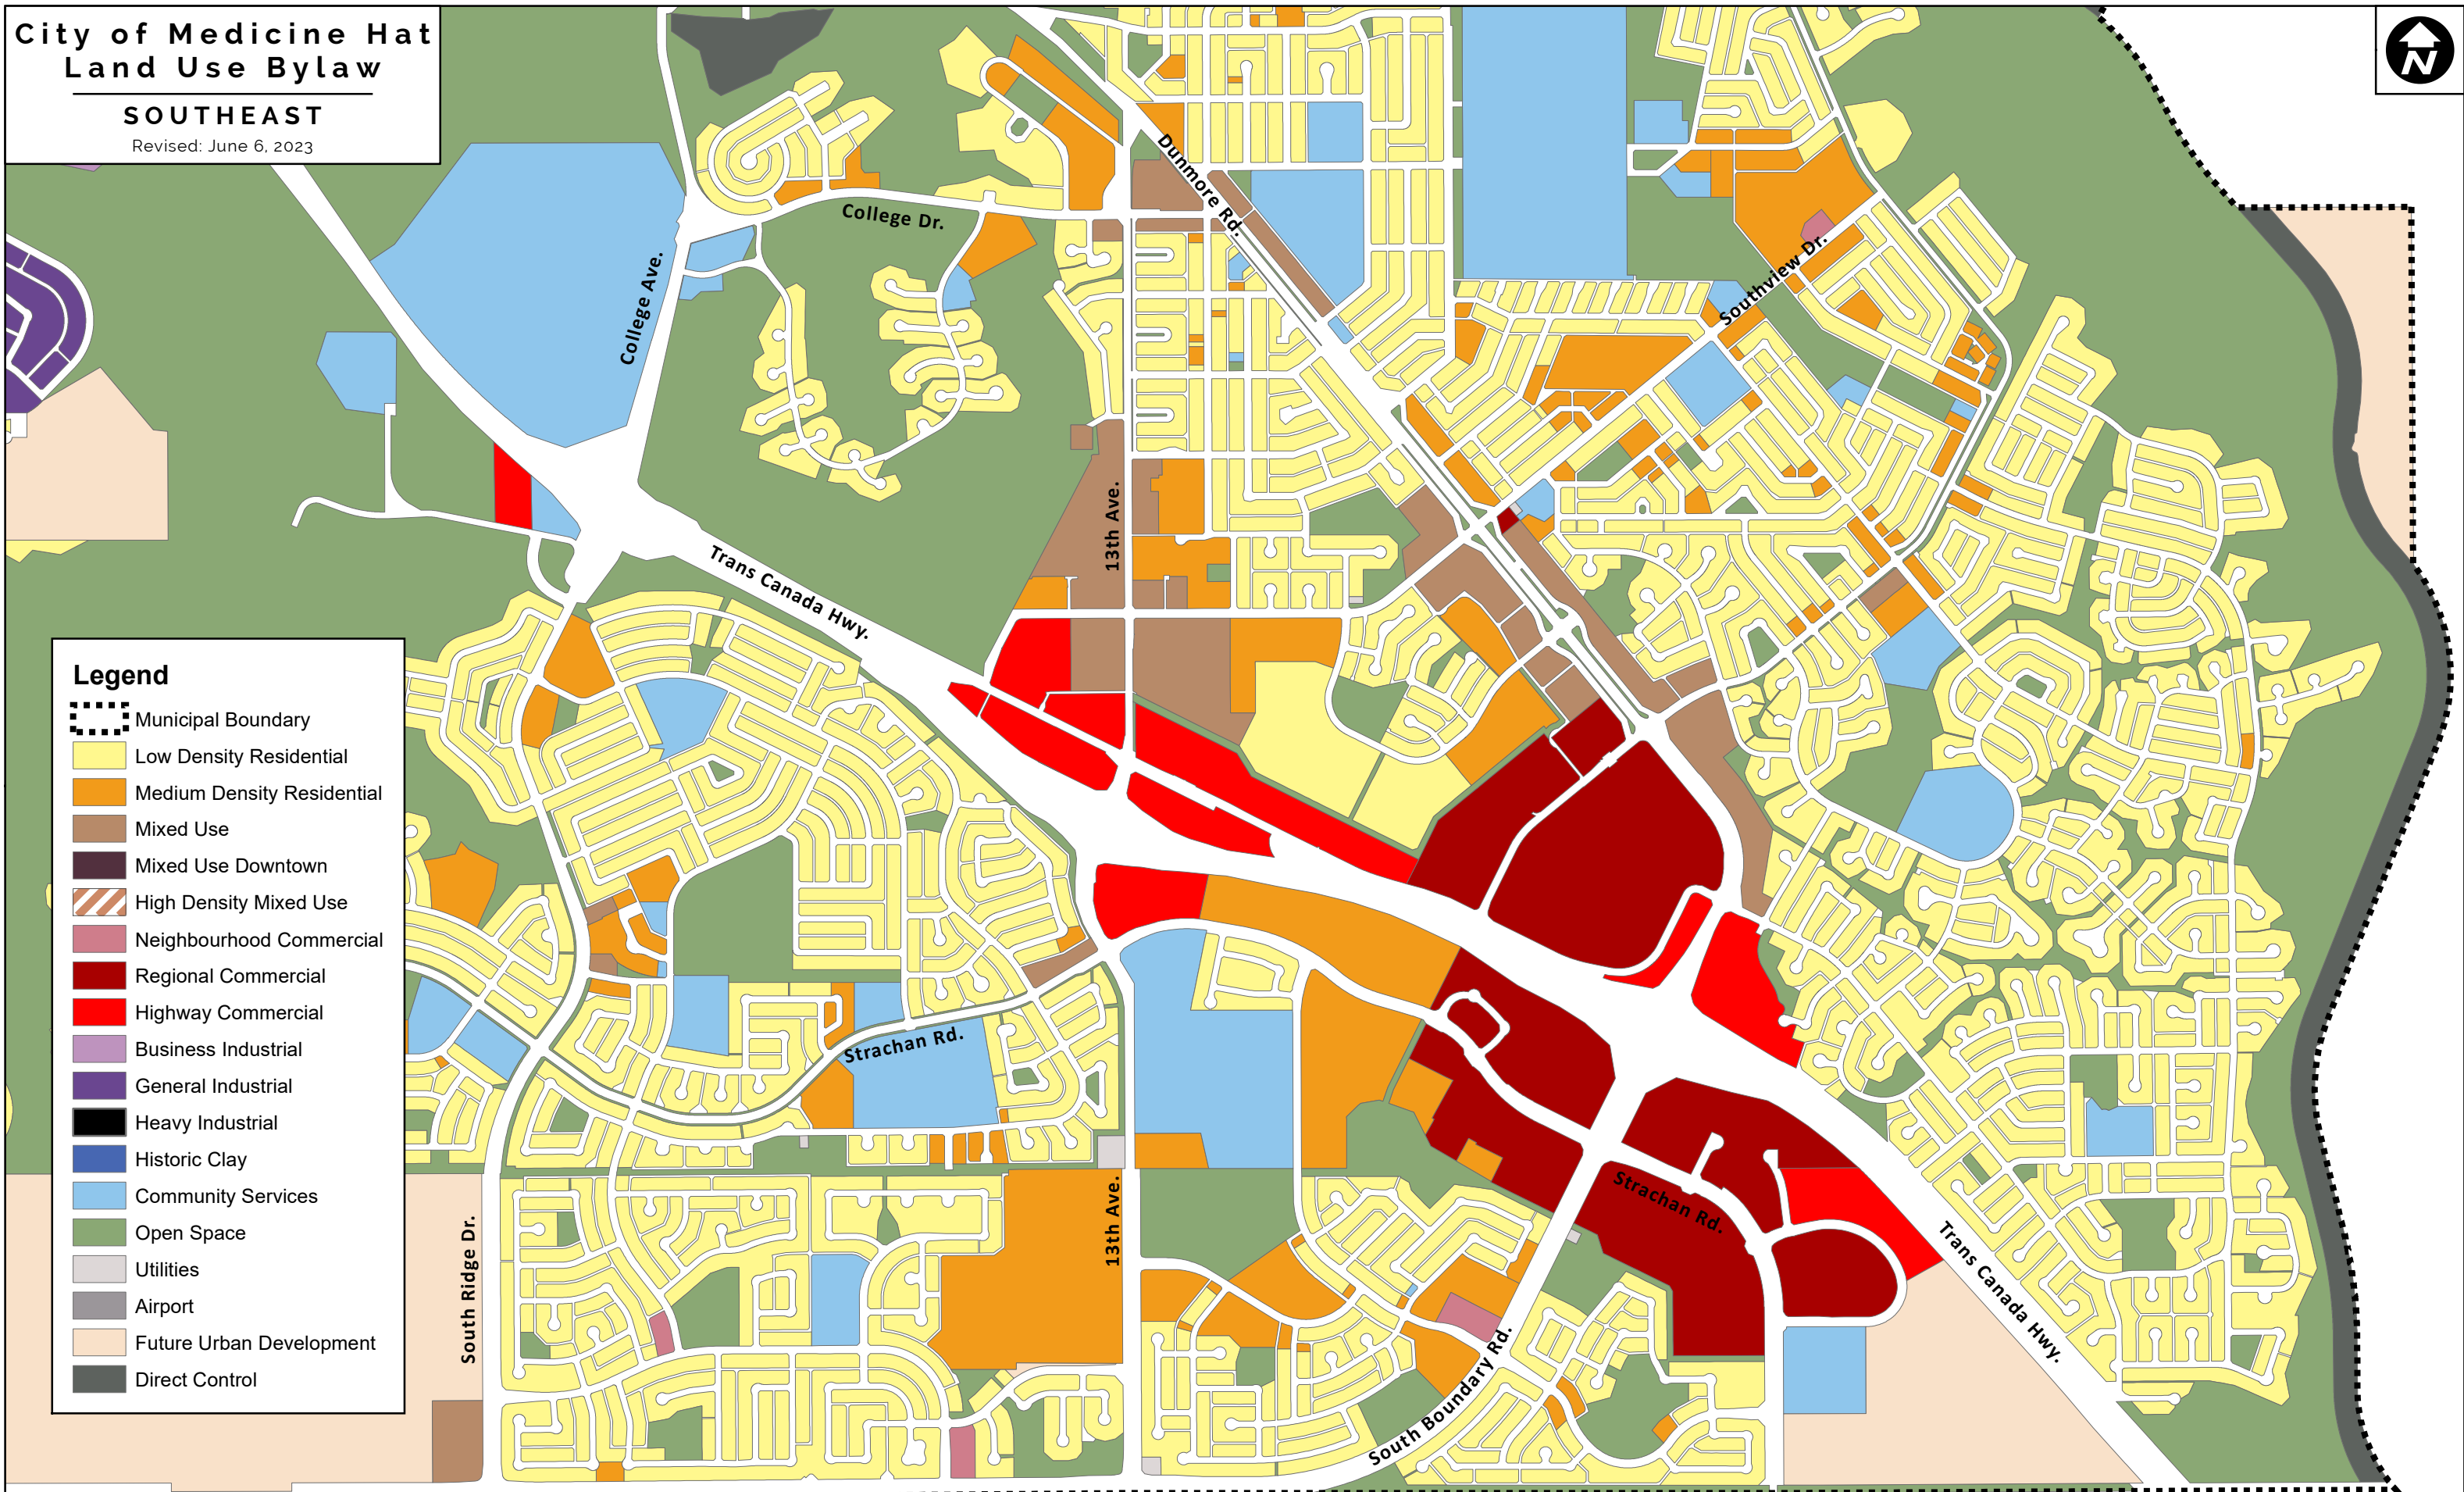 City of Medicine Hat
Land Use Bylaw
SOUTHEAST
Revised: June 6, 2023
N
Dunmore Rd.
College Dr.
College Ave.
Southview Dr.
13th Ave.
Trans Canada Hwy.
Legend
Municipal Boundary
Low Density Residential
Medium Density Residential
Mixed Use
Mixed Use Downtown
High Density Mixed Use
Neighbourhood Commercial
Regional Commercial
Highway Commercial
Business Industrial
General Industrial
Heavy Industrial
Historic Clay
Community Services
Open Space
Utilities
Airport
Future Urban Development
Direct Control
Strachan Rd.
Strachan Rd.
13th Ave.
South Ridge Dr.
Trans Canada Hwy.
South Boundary Rd.